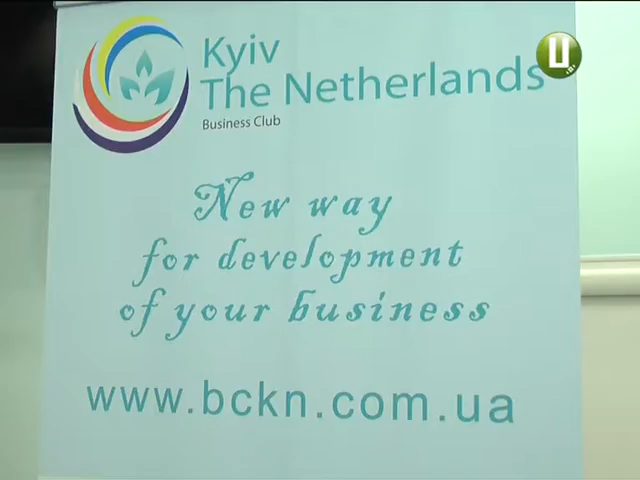 Kyiv
The Netherlands
Business Club
New way
for development
of your business
www.bckn.com.ua
Ц